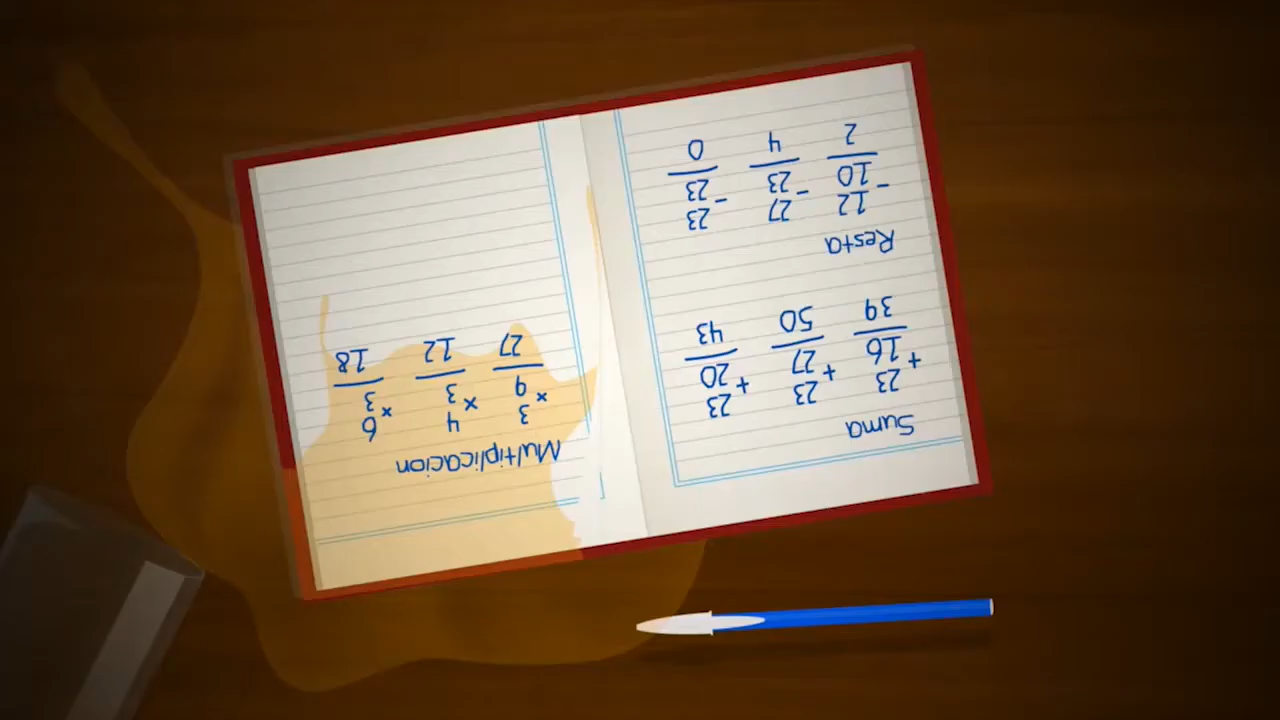 Suma
23 23 23
+ 16 + 27 + 20
39 50 43
Resta
12 27 23
- 10 - 23 - 23
2 4 0
Multiplicacion
3 4 6
x 9 x 3 x 3
27 12 18